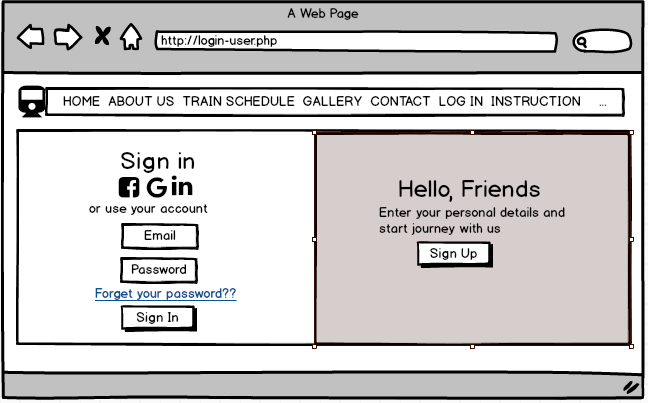 A Web Page
http://login-user.php
HOME ABOUT US TRAIN SCHEDULE GALLERY CONTACT LOG IN INSTRUCTION ...
Sign in
G in
or use your account
Email
Password
Forget your password??
Sign In
Hello, Friends
Enter your personal details and
start journey with us
Sign Up